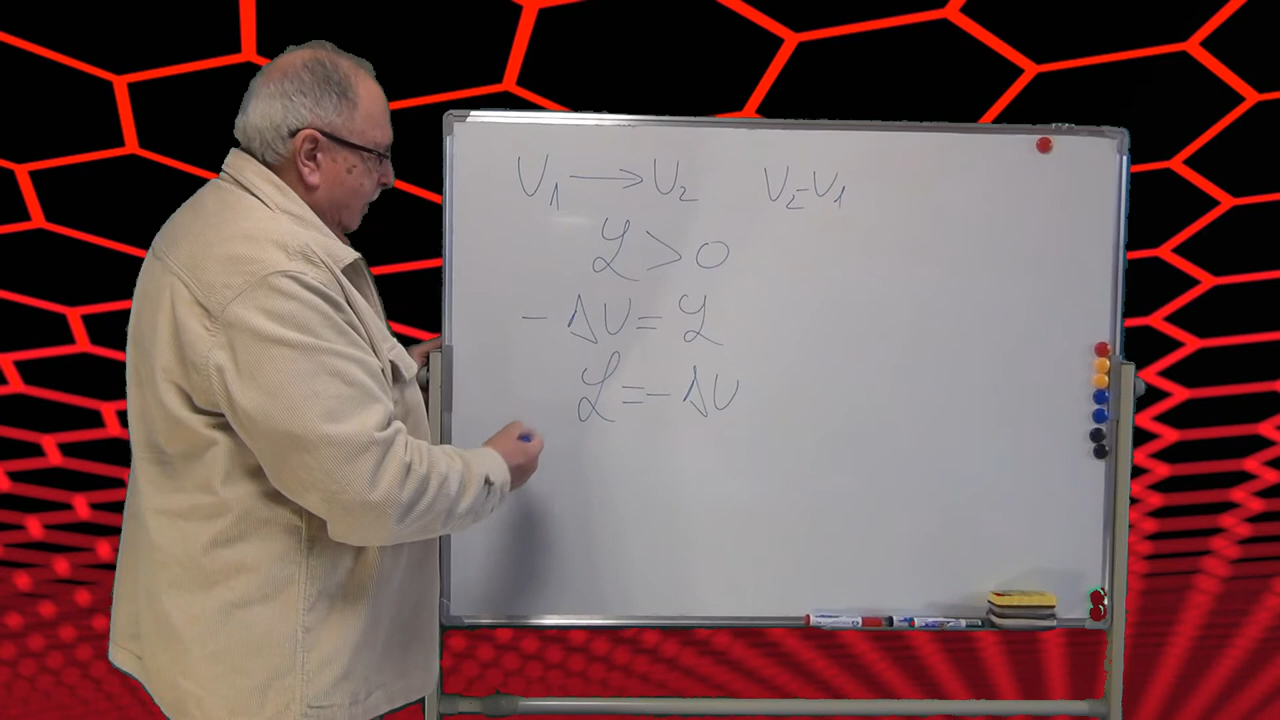 U₁ → U₂ U₂-U₁
ℒ > 0
- ΔU = ℒ
ℒ = - ΔU